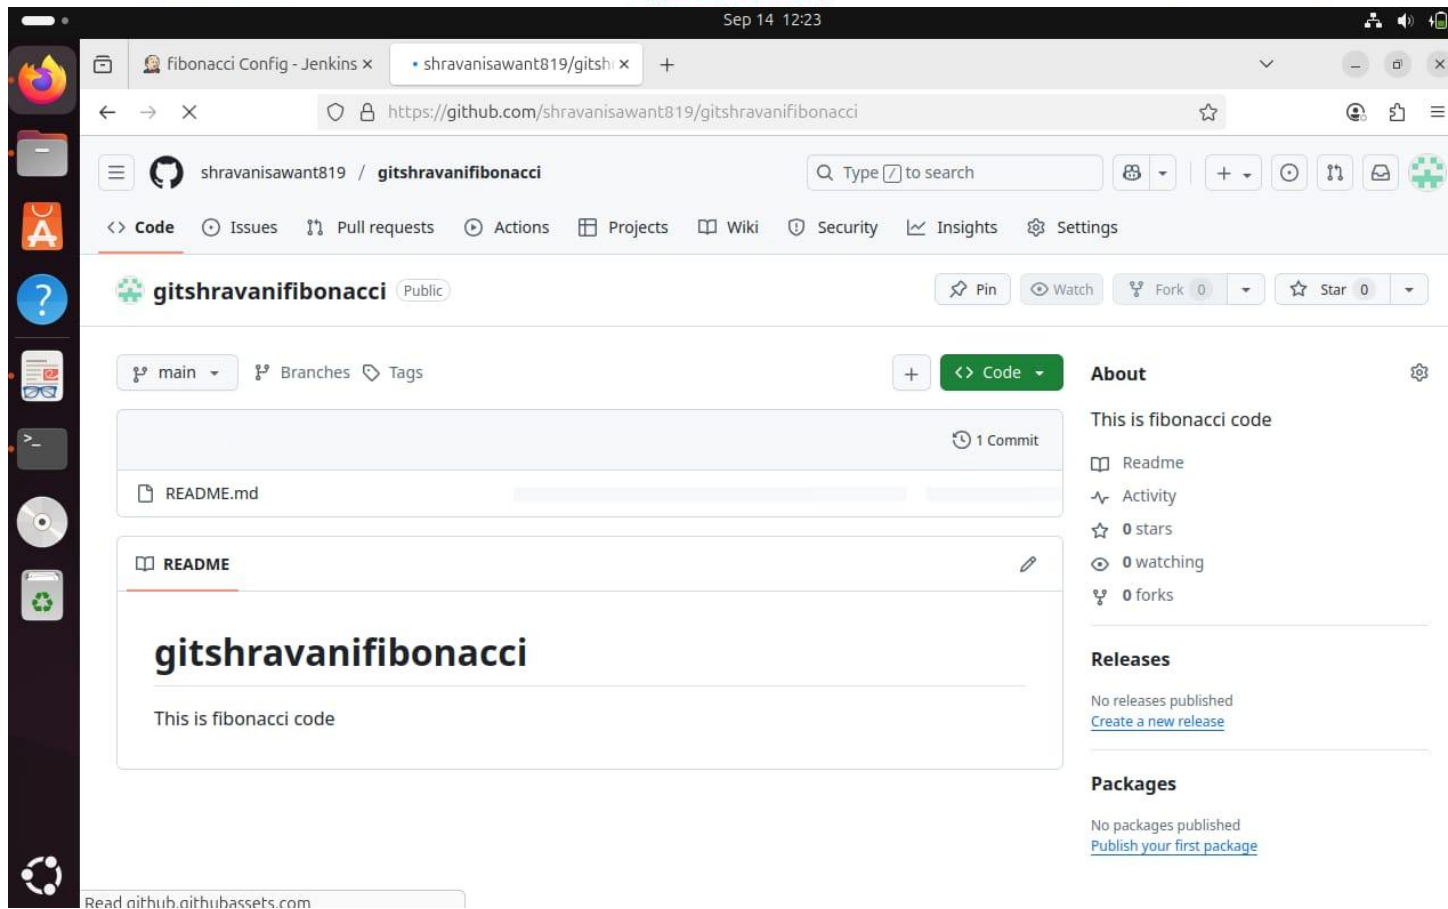 Sep 14 12:23
fibonacci Config - Jenkins
shravanisawant819/gitsh
https://github.com/shravanisawant819/gitshravanifibonacci
shravanisawant819 / gitshravanifibonacci
Type / to search
Code Issues Pull requests Actions Projects Wiki Security Insights Settings
gitshravanifibonacci Public
Pin Watch Fork 0 Star 0
main Branches Tags
Code
1 Commit
README.md
README
gitshravanifibonacci
This is fibonacci code
About
This is fibonacci code
Readme
Activity
0 stars
0 watching
0 forks
Releases
No releases published
Create a new release
Packages
No packages published
Publish your first package
Read github.githubassets.com